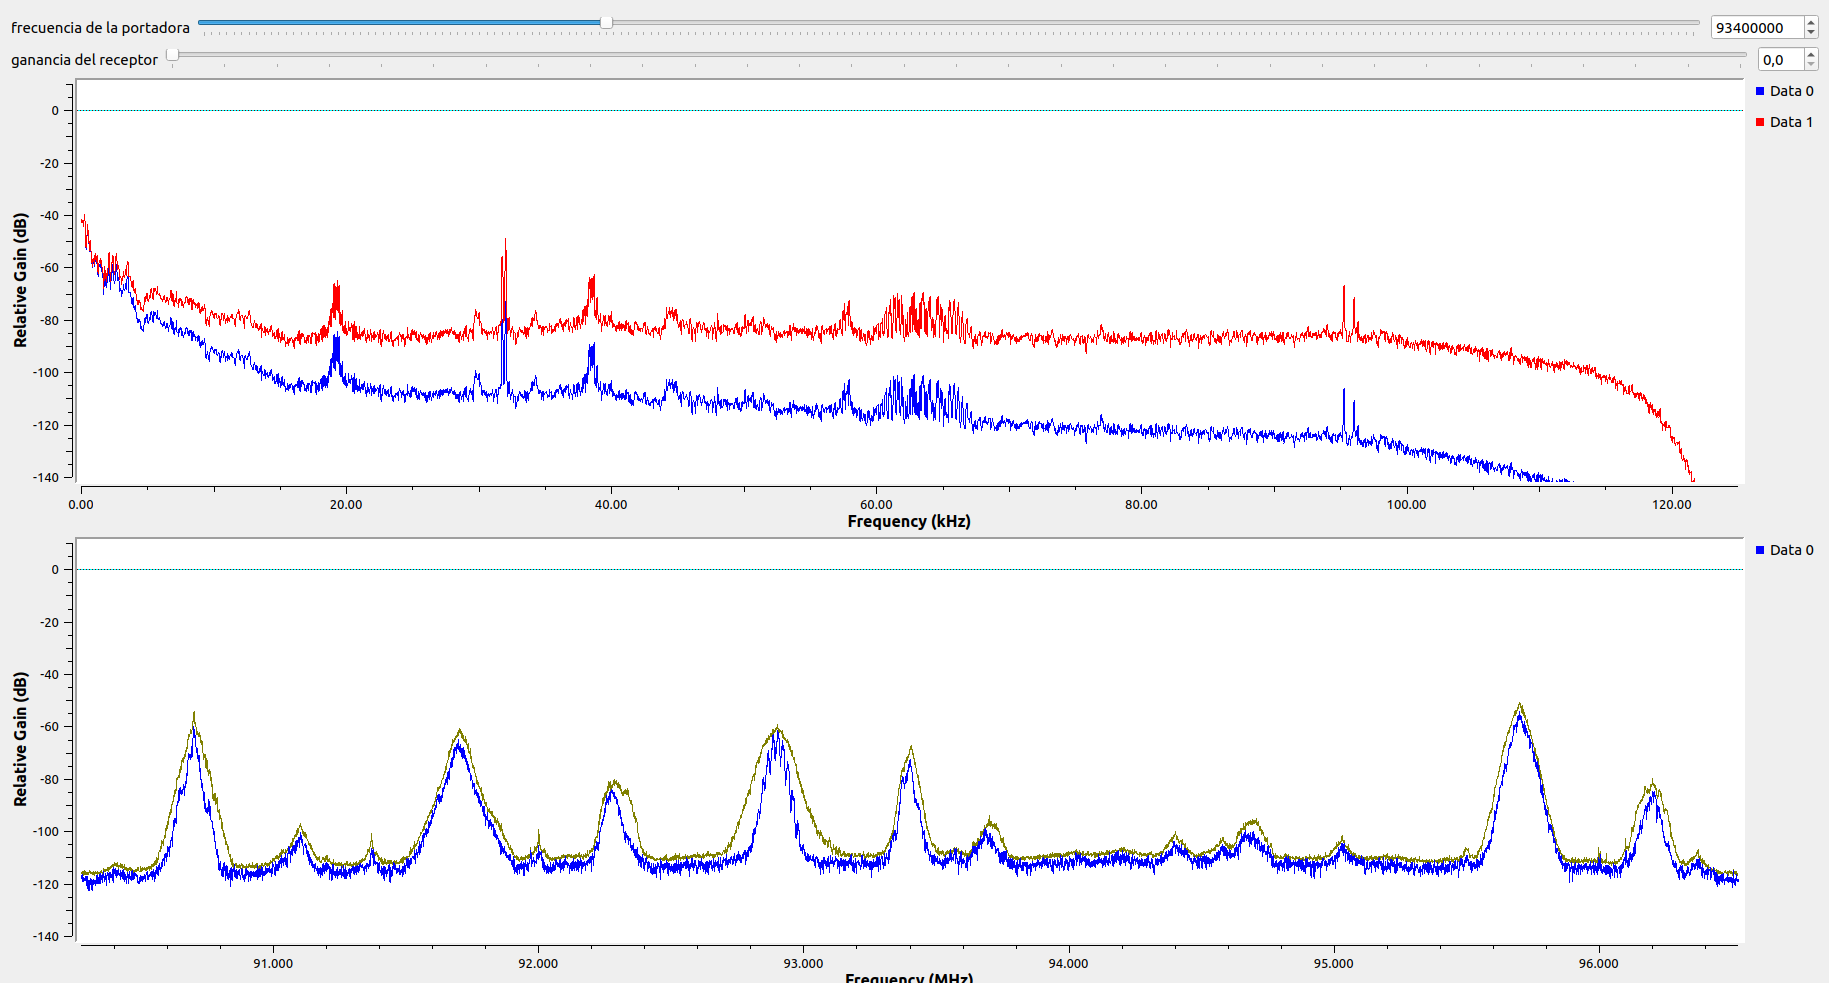 frecuencia de la portadora 93400000
ganancia del receptor 0,0
Data 0
Data 1
Relative Gain (dB)
0
-20
-40
-60
-80
-100
-120
-140
0.00 20.00 40.00 60.00 80.00 100.00 120.00
Frequency (kHz)
Data 0
Relative Gain (dB)
0
-20
-40
-60
-80
-100
-120
-140
91.000 92.000 93.000 94.000 95.000 96.000
Frequency (MHz)